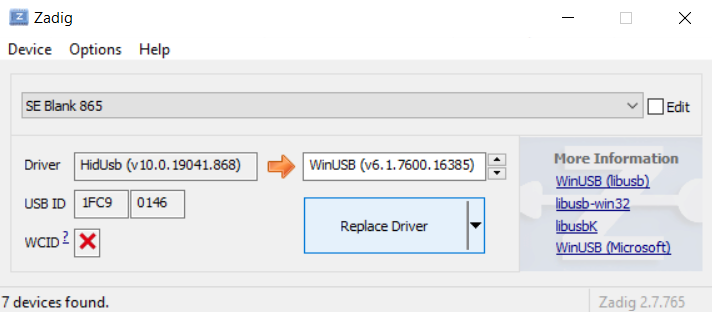 Zadig
Device Options Help
SE Blank 865
Edit
Driver HidUsb (v10.0.19041.868) WinUSB (v6.1.7600.16385)
USB ID 1FC9 0146
WCID ?
Replace Driver
More Information
WinUSB (libusb)
libusb-win32
libusbK
WinUSB (Microsoft)
7 devices found.
Zadig 2.7.765